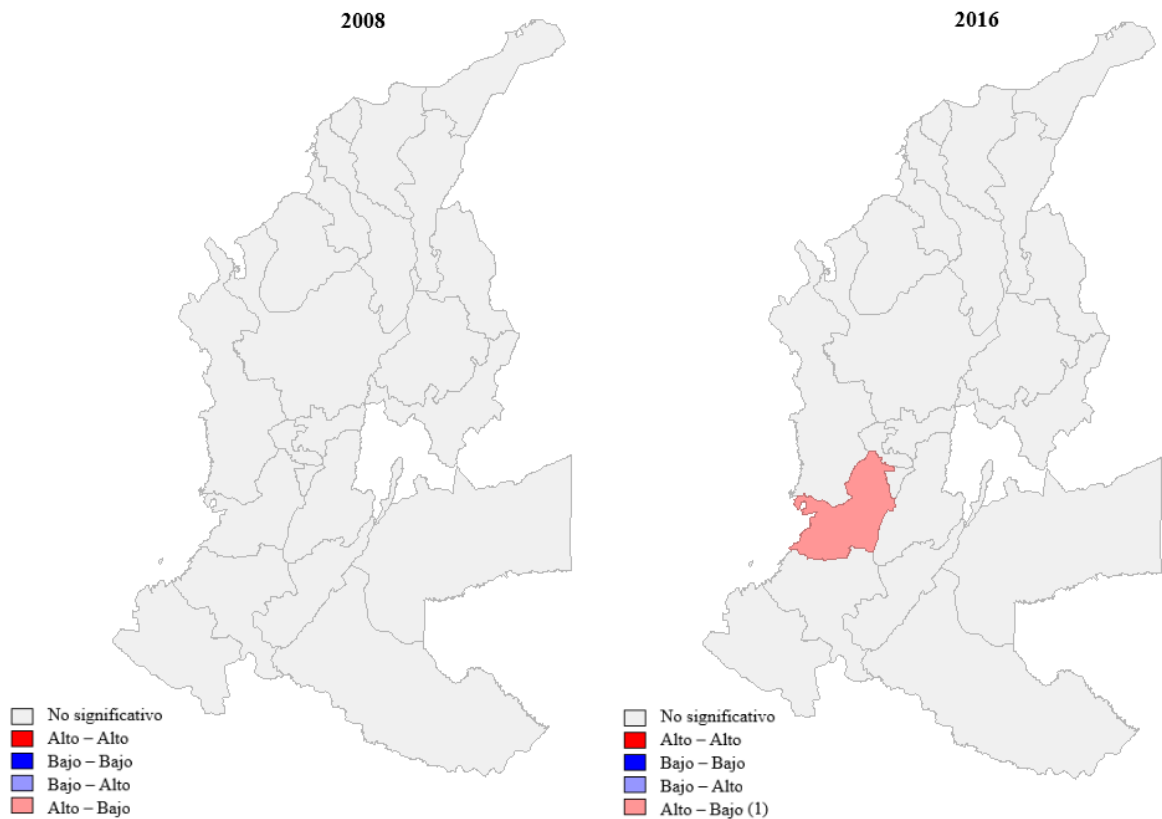 2008
2016
No significativo
Alto – Alto
Bajo – Bajo
Bajo – Alto
Alto – Bajo
No significativo
Alto – Alto
Bajo – Bajo
Bajo – Alto
Alto – Bajo (1)